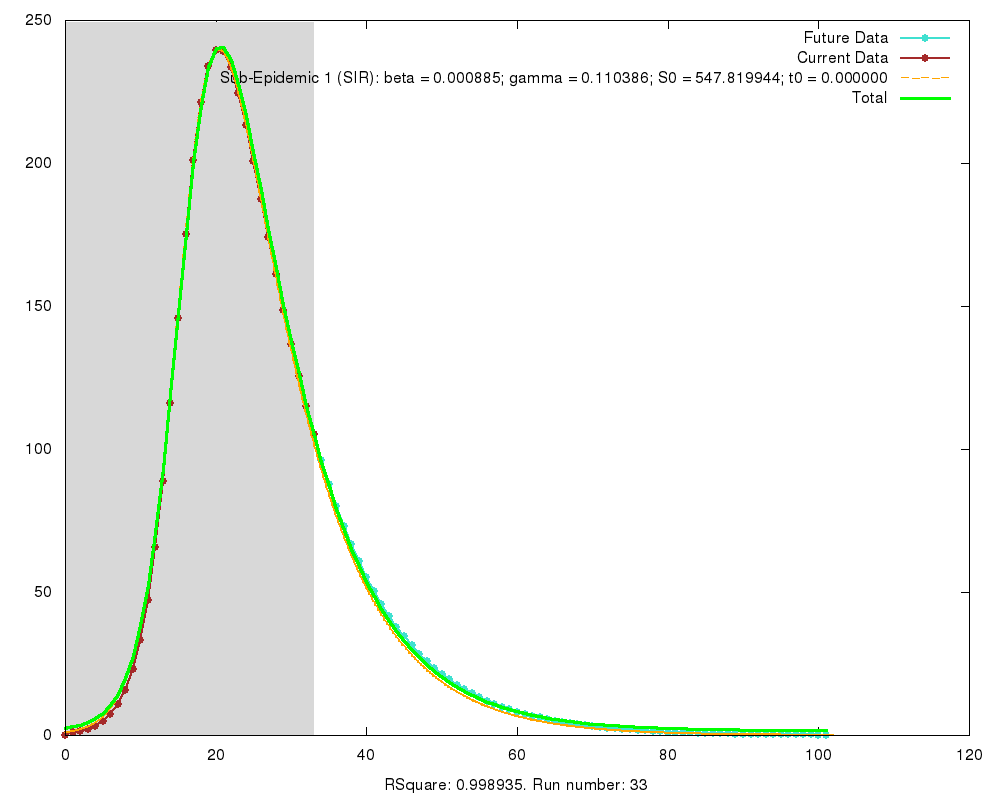 250
200
150
100
50
0
Future Data
Current Data
Sub-Epidemic 1 (SIR): beta = 0.000885; gamma = 0.110386; S0 = 547.819944; t0 = 0.000000
Total
0 20 40 60 80 100 120
RSquare: 0.998935. Run number: 33